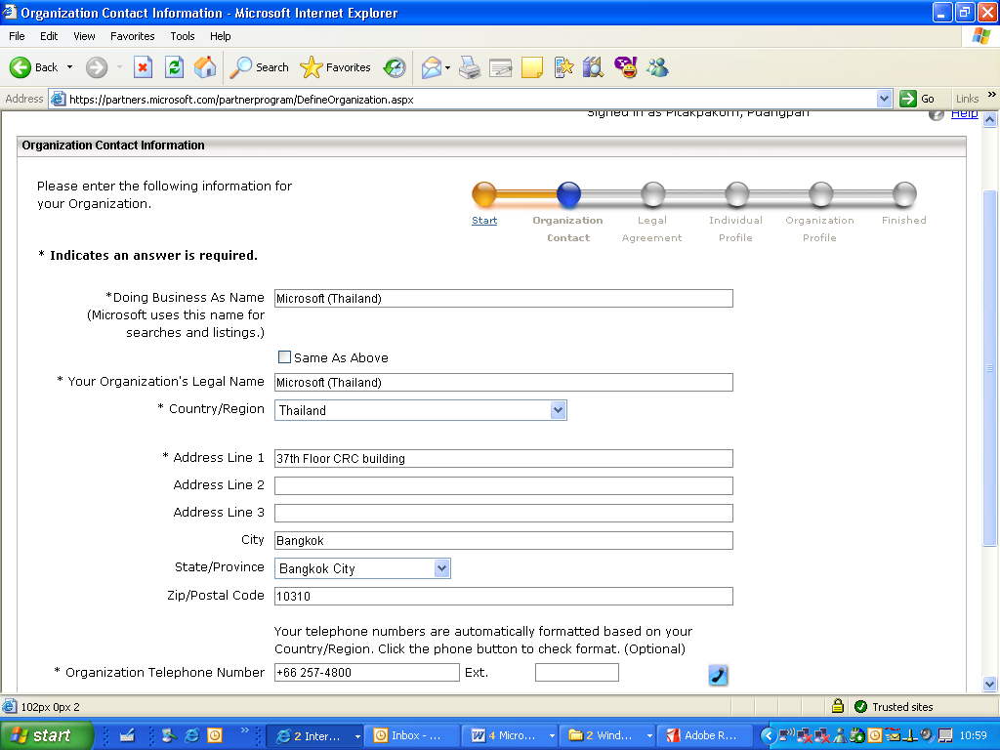 Organization Contact Information - Microsoft Internet Explorer
File Edit View Favorites Tools Help
Back Search Favorites
Address https://partners.microsoft.com/partnerprogram/DefineOrganization.aspx Go Links »
Signed in as Pitakpakorn, Puangpan Help
Organization Contact Information
Please enter the following information for
your Organization.
Start Organization Contact Legal Agreement Individual Profile Organization Profile Finished
* Indicates an answer is required.
*Doing Business As Name Microsoft (Thailand)
(Microsoft uses this name for
searches and listings.)
Same As Above
* Your Organization's Legal Name Microsoft (Thailand)
* Country/Region Thailand
* Address Line 1 37th Floor CRC building
Address Line 2
Address Line 3
City Bangkok
State/Province Bangkok City
Zip/Postal Code 10310
Your telephone numbers are automatically formatted based on your
Country/Region. Click the phone button to check format. (Optional)
* Organization Telephone Number +66 257-4800 Ext.
102px 0px 2 Trusted sites
start » 2 Inter... Inbox - ... 4 Micro... 2 Wind... Adobe R... 10:59